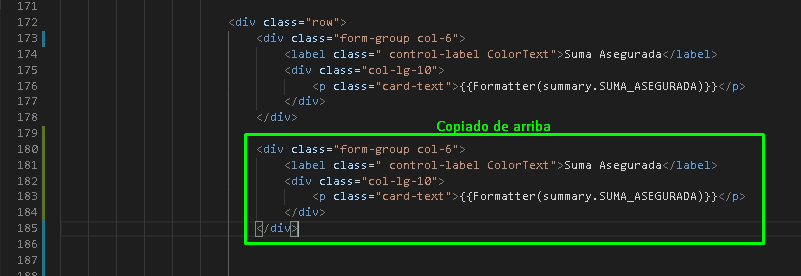 171
172 <div class="row">
173 <div class="form-group col-6">
174 <label class=" control-label ColorText">Suma Asegurada</label>
175 <div class="col-lg-10">
176 <p class="card-text">{{Formatter(summary.SUMA_ASEGURADA)}}</p>
177 </div>
178 </div>
179 Copiado de arriba
180 <div class="form-group col-6">
181 <label class=" control-label ColorText">Suma Asegurada</label>
182 <div class="col-lg-10">
183 <p class="card-text">{{Formatter(summary.SUMA_ASEGURADA)}}</p>
184 </div>
185 </div>
186
187
188